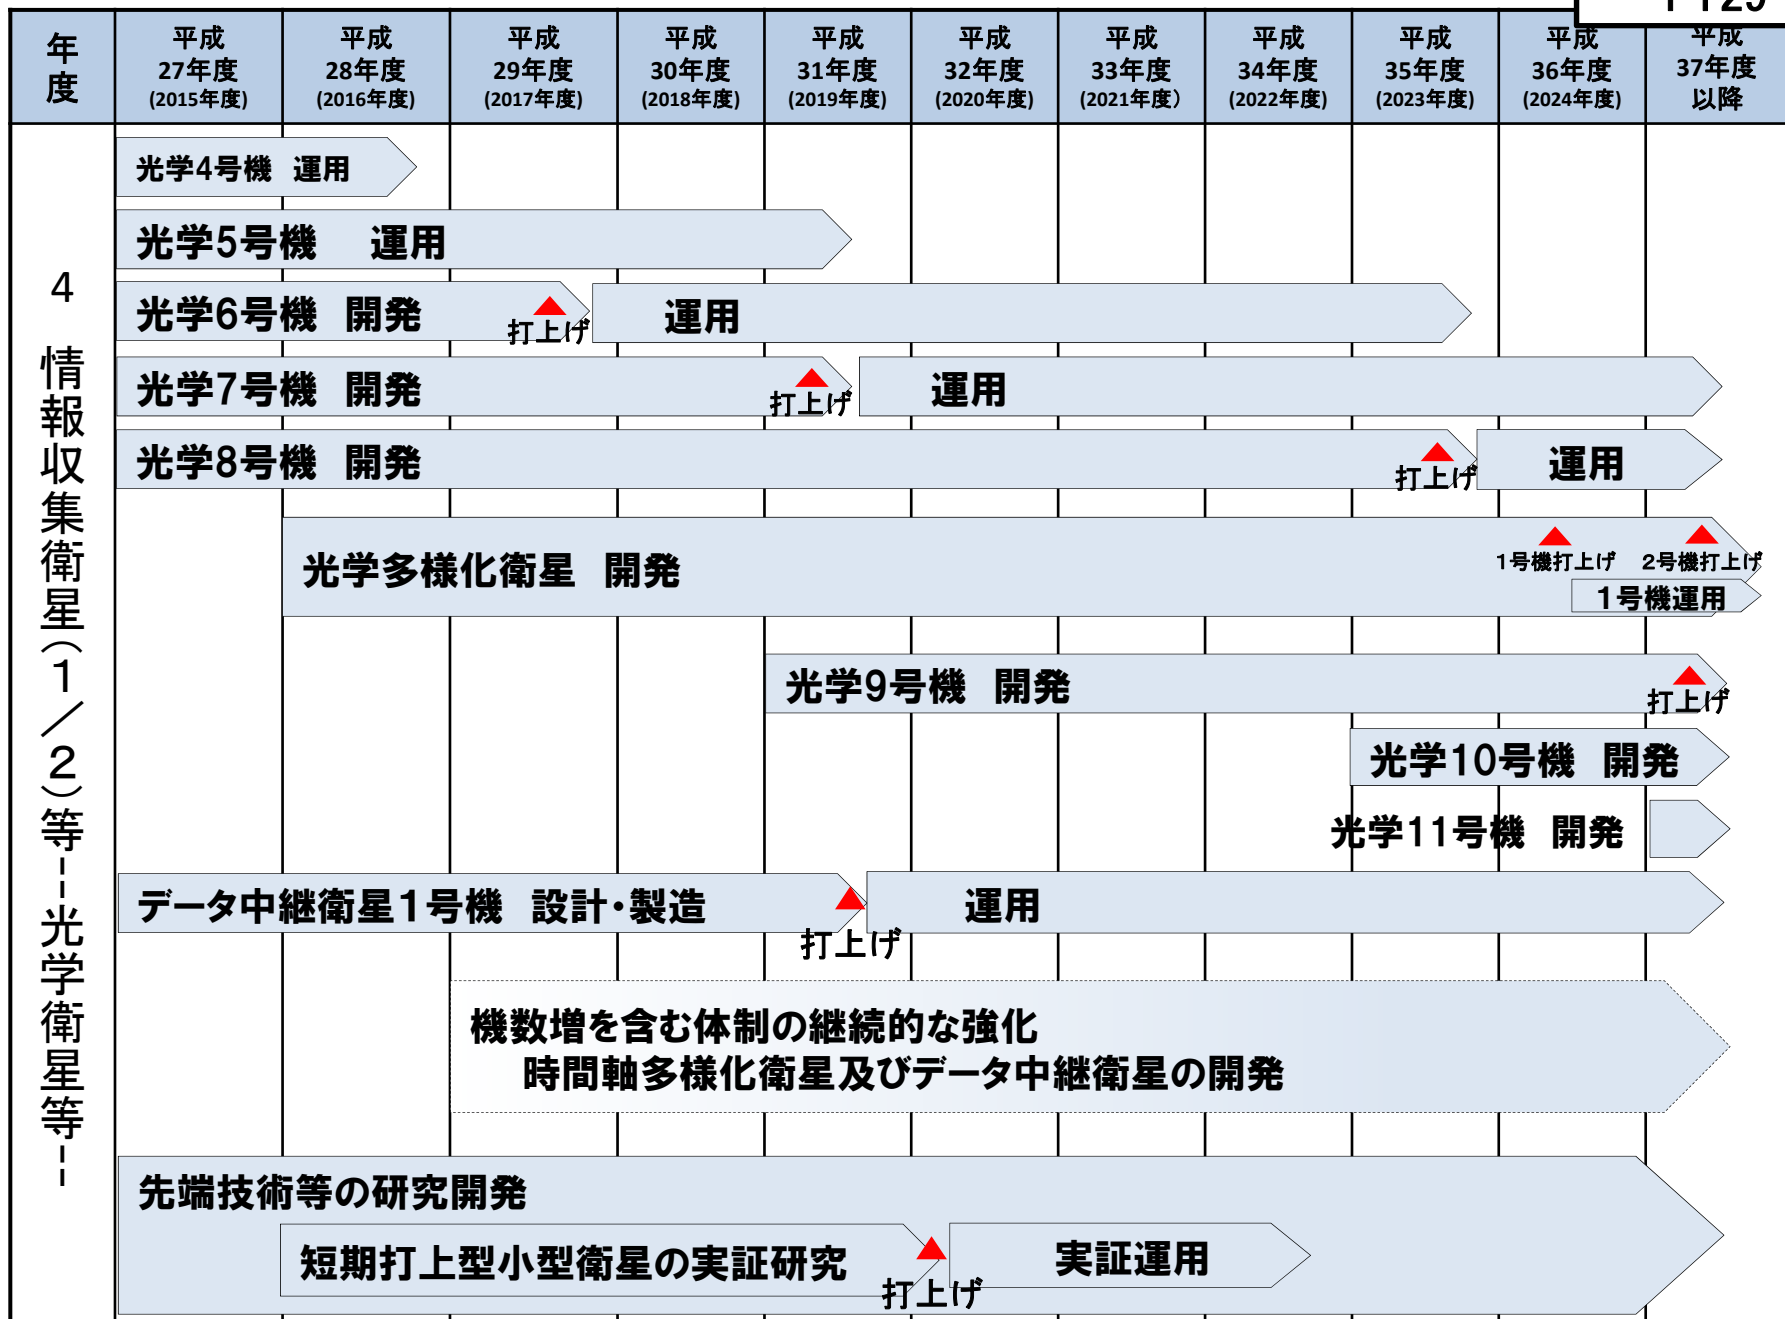 年度
平成
27年度
(2015年度)
平成
28年度
(2016年度)
平成
29年度
(2017年度)
平成
30年度
(2018年度)
平成
31年度
(2019年度)
平成
32年度
(2020年度)
平成
33年度
(2021年度）
平成
34年度
(2022年度)
平成
35年度
(2023年度)
平成
36年度
(2024年度)
平成
37年度
以降
4 情報収集衛星(１／２)等--光学衛星等--
光学4号機 運用
光学5号機 運用
光学6号機 開発
打上げ
運用
光学7号機 開発
打上げ
運用
光学8号機 開発
打上げ
運用
光学多様化衛星 開発
1号機打上げ
2号機打上げ
１号機運用
光学9号機 開発
打上げ
光学10号機 開発
光学11号機 開発
データ中継衛星１号機 設計・製造
打上げ
運用
機数増を含む体制の継続的な強化
時間軸多様化衛星及びデータ中継衛星の開発
先端技術等の研究開発
短期打上型小型衛星の実証研究
打上げ
実証運用